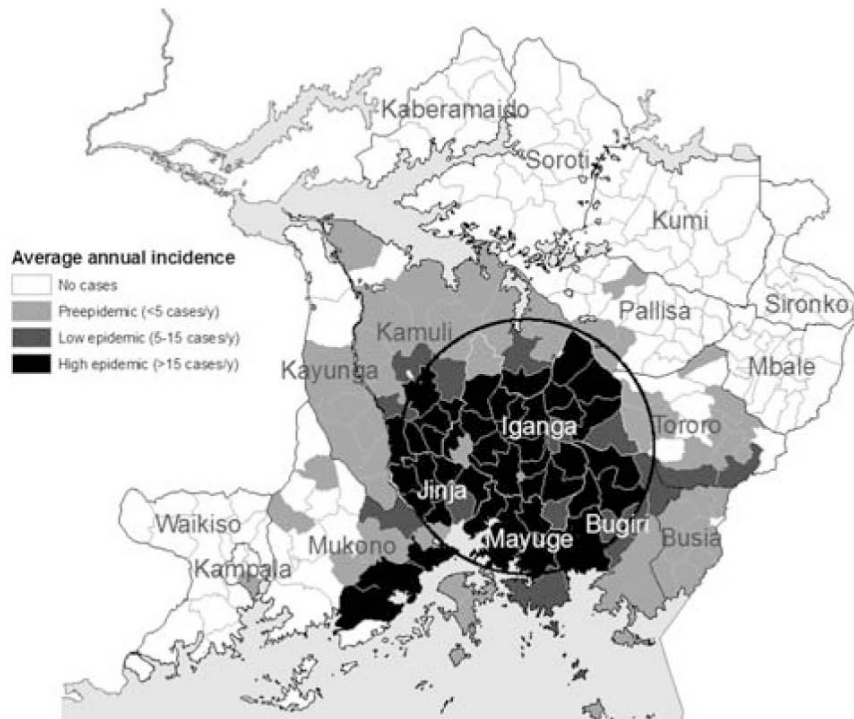 Kaberamaido
Soroti
Kumi
Average annual incidence
No cases
Preepidemic (<5 cases/y)
Low epidemic (5-15 cases/y)
High epidemic (>15 cases/y)
Pallisa
Sironko
Kamuli
Mbale
Kayunga
Iganga
Tororo
Jinja
Waikiso
Mukono
Mayuge
Bugiri
Busia
Kampala